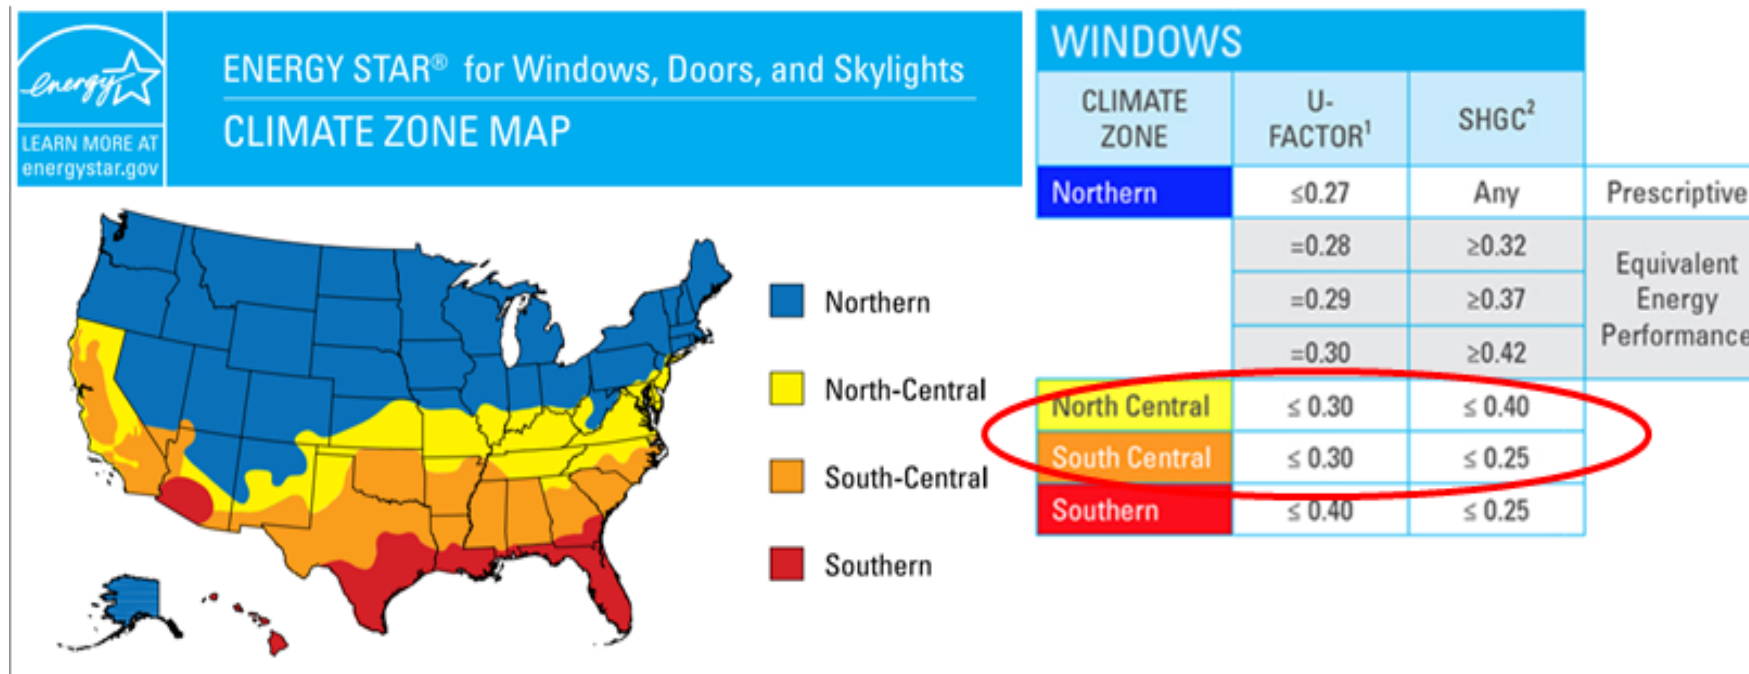 energy
LEARN MORE AT
energystar.gov
ENERGY STAR® for Windows, Doors, and Skylights
CLIMATE ZONE MAP
Northern
North-Central
South-Central
Southern
WINDOWS
CLIMATE ZONE U-FACTOR¹ SHGC²
Northern ≤0.27 Any Prescriptive
=0.28 ≥0.32
=0.29 ≥0.37
=0.30 ≥0.42
Equivalent
Energy
Performance
North Central ≤ 0.30 ≤ 0.40
South Central ≤ 0.30 ≤ 0.25
Southern ≤ 0.40 ≤ 0.25